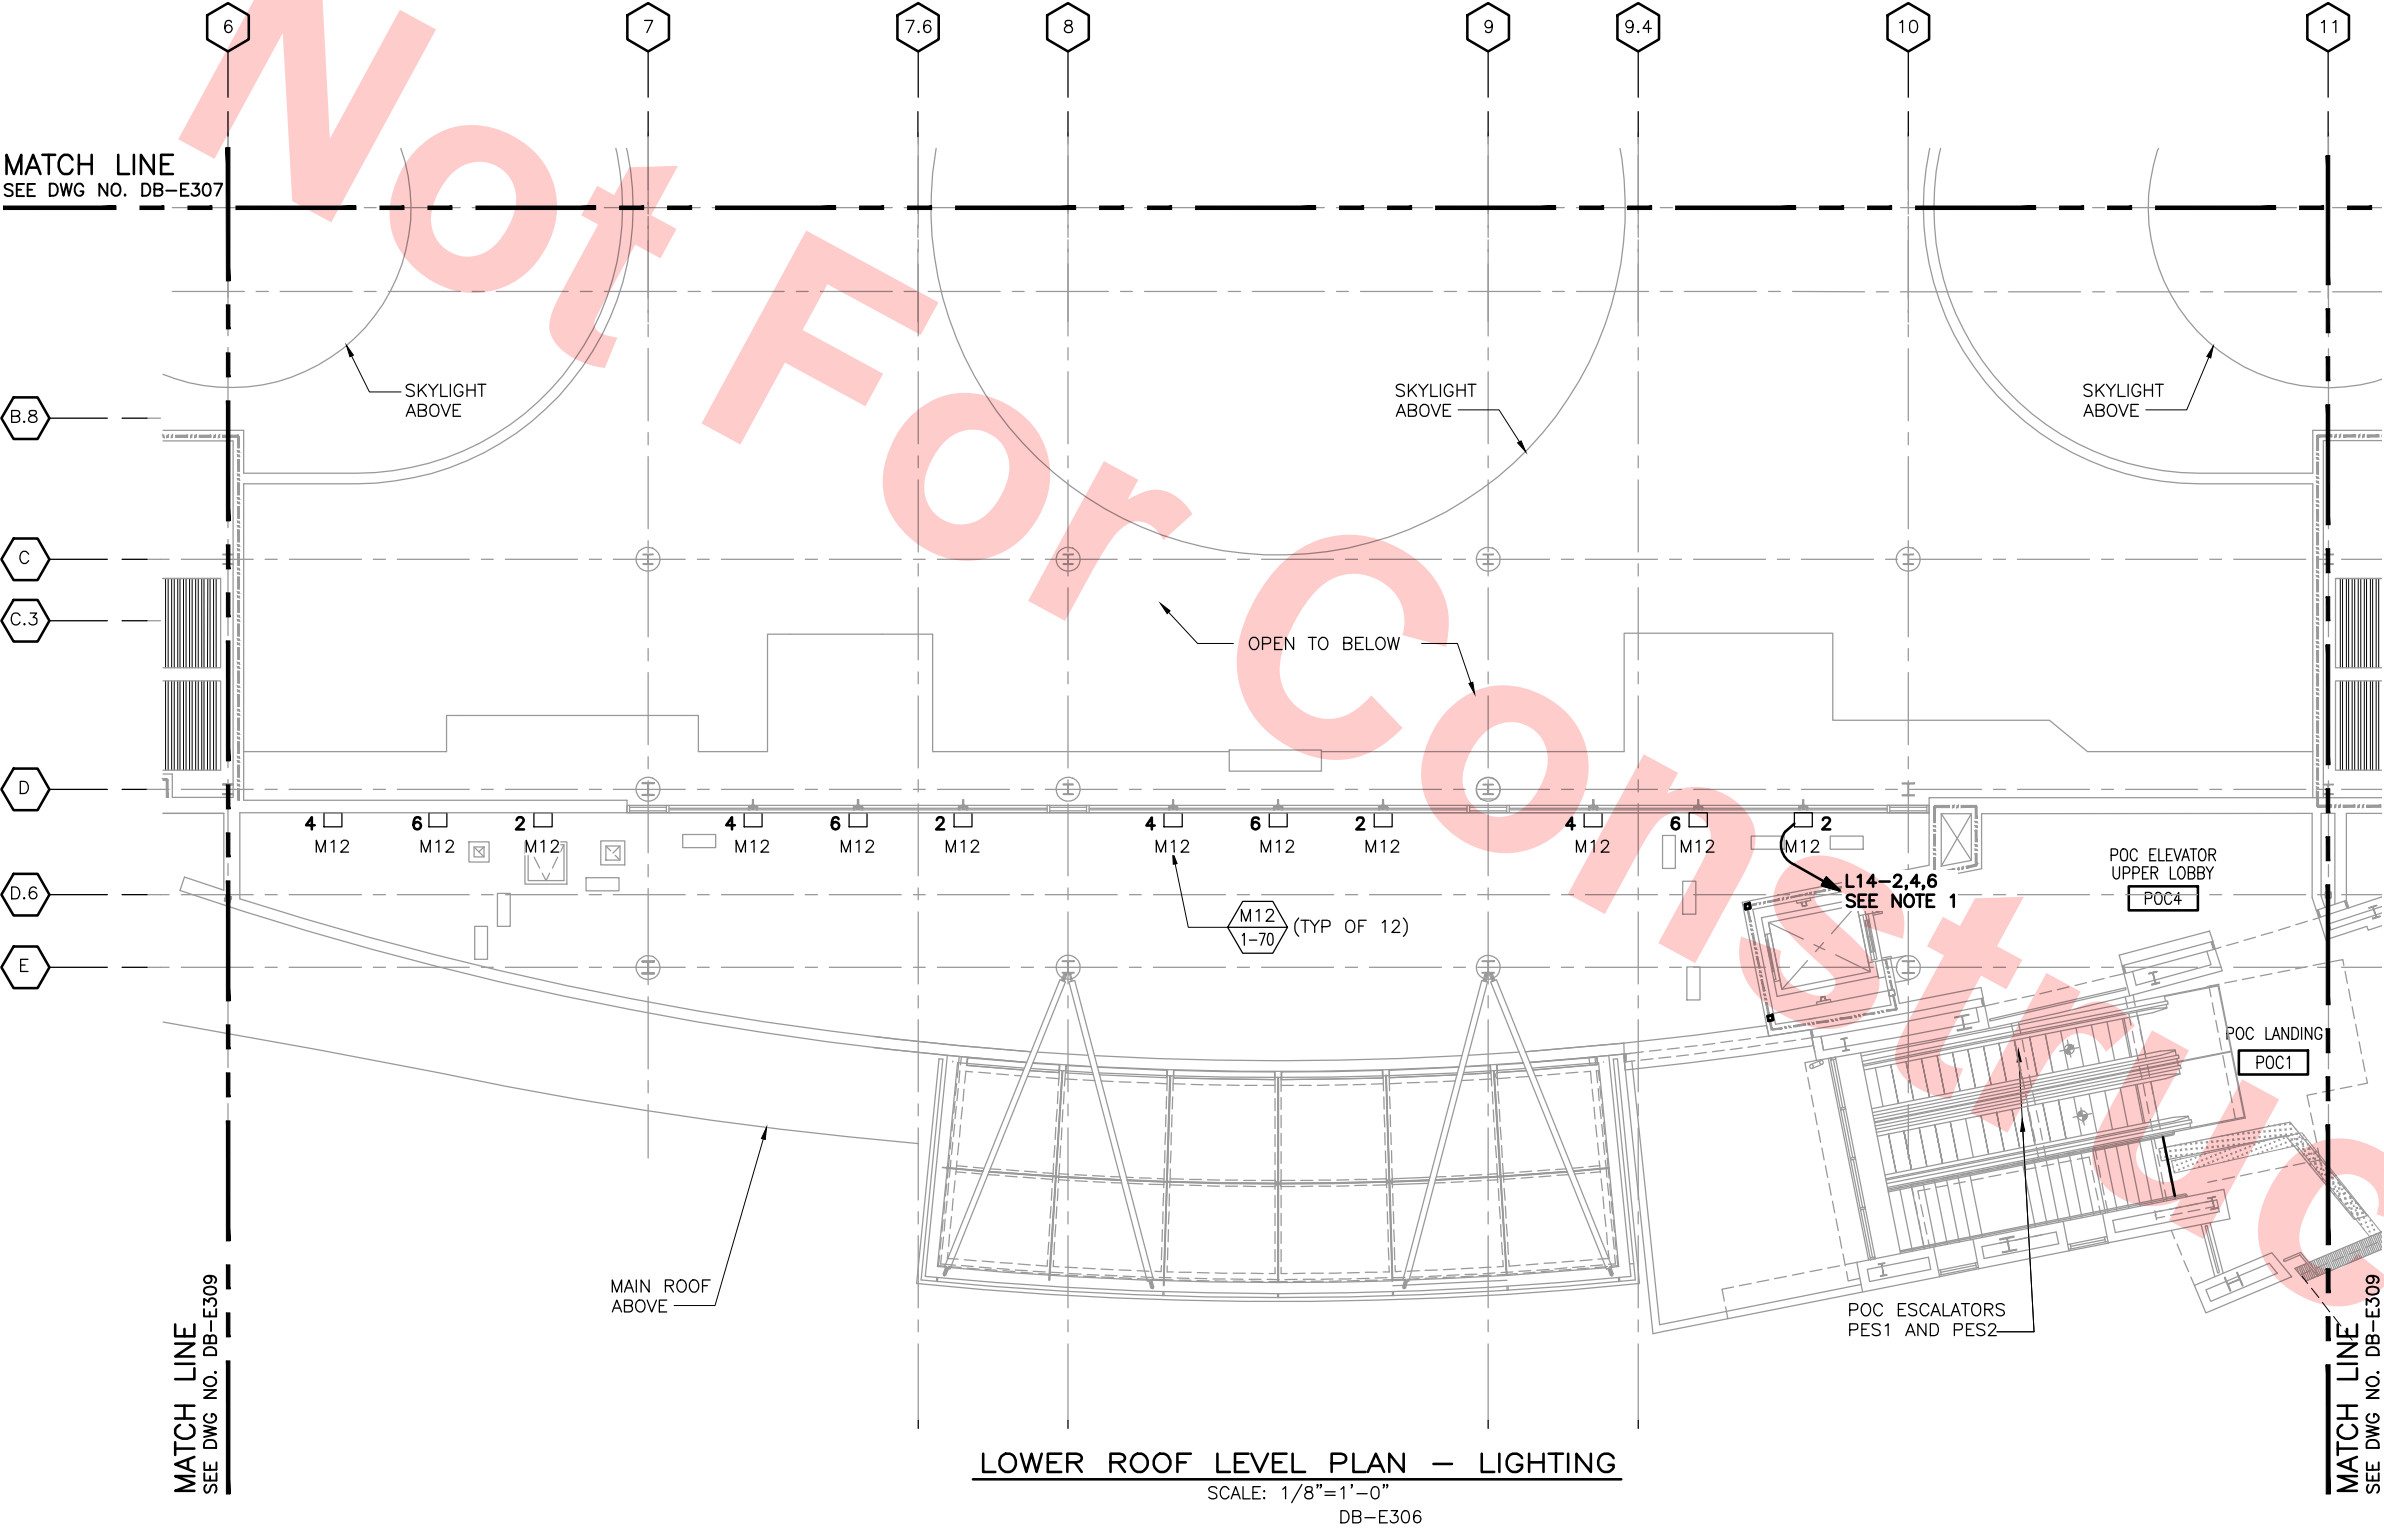 6
7
7.6
8
9
9.4
10
11
MATCH LINE
SEE DWG NO. DB-E307
SKYLIGHT
ABOVE
SKYLIGHT
ABOVE
SKYLIGHT
ABOVE
B.8
C
C.3
OPEN TO BELOW
D
4 6 2 4 6 2 4 6 2 4 6 2
M12 M12 M12 M12 M12 M12 M12 M12 M12 M12 M12 M12
POC ELEVATOR
UPPER LOBBY
POC4
L14-2,4,6
SEE NOTE 1
D.6
M12
1-70
(TYP OF 12)
E
POC LANDING
POC1
MAIN ROOF
ABOVE
POC ESCALATORS
PES1 AND PES2
MATCH LINE
SEE DWG NO. DB-E309
MATCH LINE
SEE DWG NO. DB-E309
LOWER ROOF LEVEL PLAN - LIGHTING
SCALE: 1/8"=1'-0"
DB-E306
Not For Construc